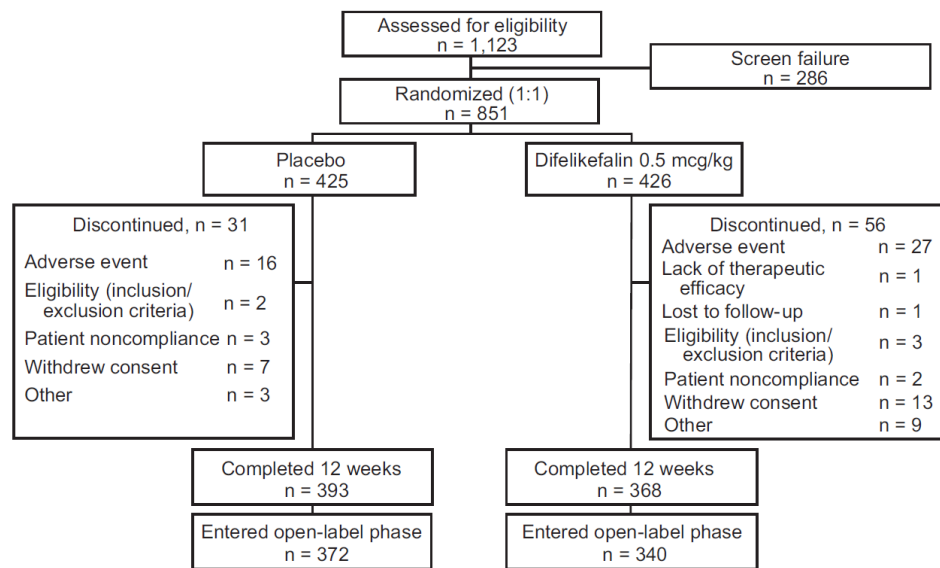 Assessed for eligibility
n = 1,123
Screen failure
n = 286
Randomized (1:1)
n = 851
Placebo
n = 425
Difelikefalin 0.5 mcg/kg
n = 426
Discontinued, n = 31
Adverse event n = 16
Eligibility (inclusion/
exclusion criteria) n = 2
Patient noncompliance n = 3
Withdrew consent n = 7
Other n = 3
Discontinued, n = 56
Adverse event n = 27
Lack of therapeutic
efficacy n = 1
Lost to follow-up n = 1
Eligibility (inclusion/
exclusion criteria) n = 3
Patient noncompliance n = 2
Withdrew consent n = 13
Other n = 9
Completed 12 weeks
n = 393
Completed 12 weeks
n = 368
Entered open-label phase
n = 372
Entered open-label phase
n = 340